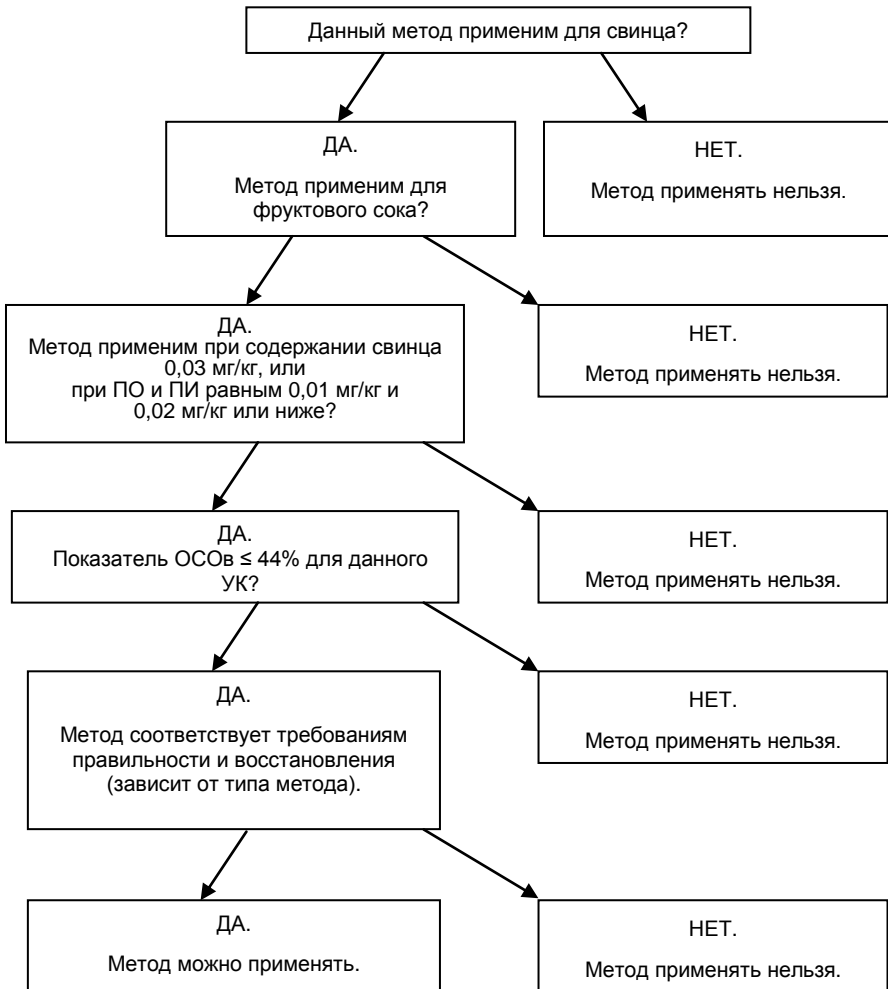 Данный метод применим для свинца?
ДА.
Метод применим для
фруктового сока?
НЕТ.
Метод применять нельзя.
ДА.
Метод применим при содержании свинца
0,03 мг/кг, или
при ПО и ПИ равным 0,01 мг/кг и
0,02 мг/кг или ниже?
НЕТ.
Метод применять нельзя.
ДА.
Показатель ОСОв ≤ 44% для данного
УК?
НЕТ.
Метод применять нельзя.
ДА.
Метод соответствует требованиям
правильности и восстановления
(зависит от типа метода).
НЕТ.
Метод применять нельзя.
ДА.
Метод можно применять.
НЕТ.
Метод применять нельзя.